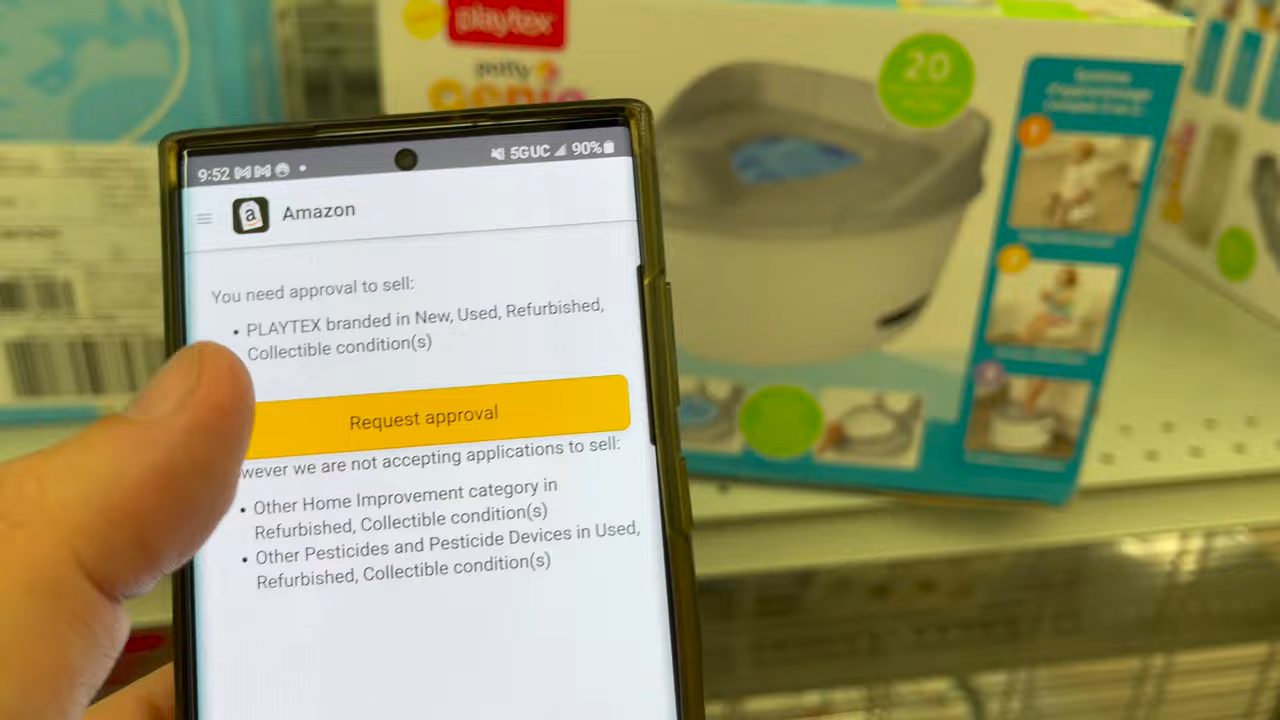 playtex
potty
Genie
20
9:52
5GUC
90%
Amazon
You need approval to sell:
• PLAYTEX branded in New, Used, Refurbished,
Collectible condition(s)
Request approval
wever we are not accepting applications to sell:
• Other Home Improvement category in
Refurbished, Collectible condition(s)
• Other Pesticides and Pesticide Devices in Used,
Refurbished, Collectible condition(s)